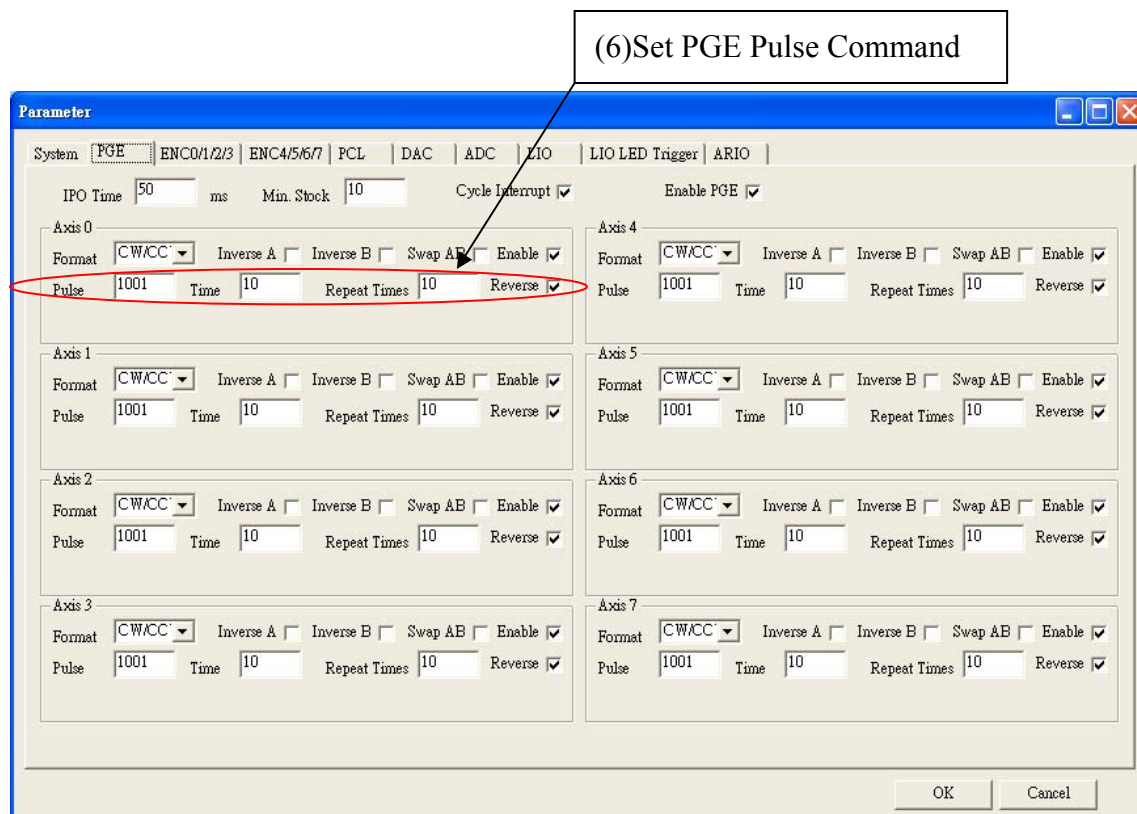 (6)Set PGE Pulse Command
Parameter
System PGE ENC0/1/2/3 ENC4/5/6/7 PCL DAC ADC LIO LIO LED Trigger ARIO
IPO Time 50 ms Min. Stock 10 Cycle Interrupt Enable PGE
Axis 0
Format CW/CC Inverse A Inverse B Swap AB Enable
Pulse 1001 Time 10 Repeat Times 10 Reverse
Axis 1
Format CW/CC Inverse A Inverse B Swap AB Enable
Pulse 1001 Time 10 Repeat Times 10 Reverse
Axis 2
Format CW/CC Inverse A Inverse B Swap AB Enable
Pulse 1001 Time 10 Repeat Times 10 Reverse
Axis 3
Format CW/CC Inverse A Inverse B Swap AB Enable
Pulse 1001 Time 10 Repeat Times 10 Reverse
Axis 4
Format CW/CC Inverse A Inverse B Swap AB Enable
Pulse 1001 Time 10 Repeat Times 10 Reverse
Axis 5
Format CW/CC Inverse A Inverse B Swap AB Enable
Pulse 1001 Time 10 Repeat Times 10 Reverse
Axis 6
Format CW/CC Inverse A Inverse B Swap AB Enable
Pulse 1001 Time 10 Repeat Times 10 Reverse
Axis 7
Format CW/CC Inverse A Inverse B Swap AB Enable
Pulse 1001 Time 10 Repeat Times 10 Reverse
OK Cancel